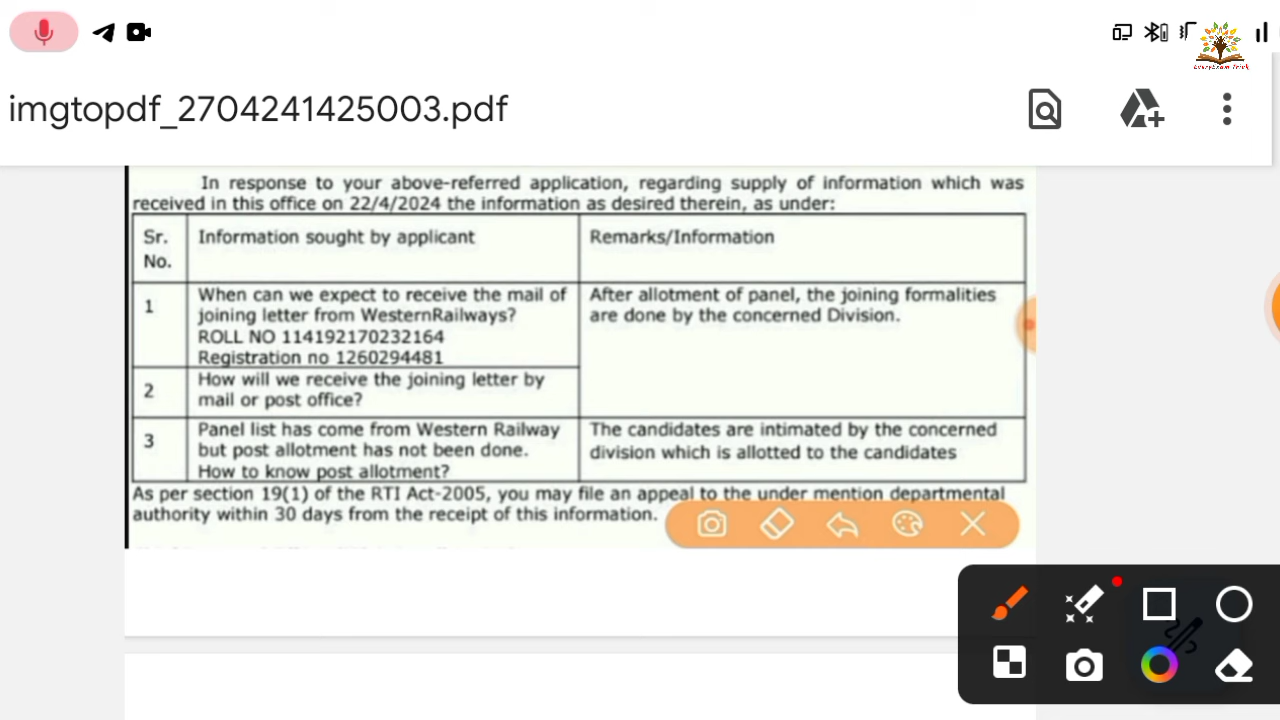 EveryExam Trick
imgtopdf_2704241425003.pdf
In response to your above-referred application, regarding supply of information which was
received in this office on 22/4/2024 the information as desired therein, as under:
Sr.
No.
Information sought by applicant
Remarks/Information
1
When can we expect to receive the mail of
joining letter from WesternRailways?
ROLL NO 114192170232164
Registration no 1260294481
After allotment of panel, the joining formalities
are done by the concerned Division.
2
How will we receive the joining letter by
mail or post office?
3
Panel list has come from Western Railway
but post allotment has not been done.
How to know post allotment?
The candidates are intimated by the concerned
division which is allotted to the candidates
As per section 19(1) of the RTI Act-2005, you may file an appeal to the under mention departmental
authority within 30 days from the receipt of this information.